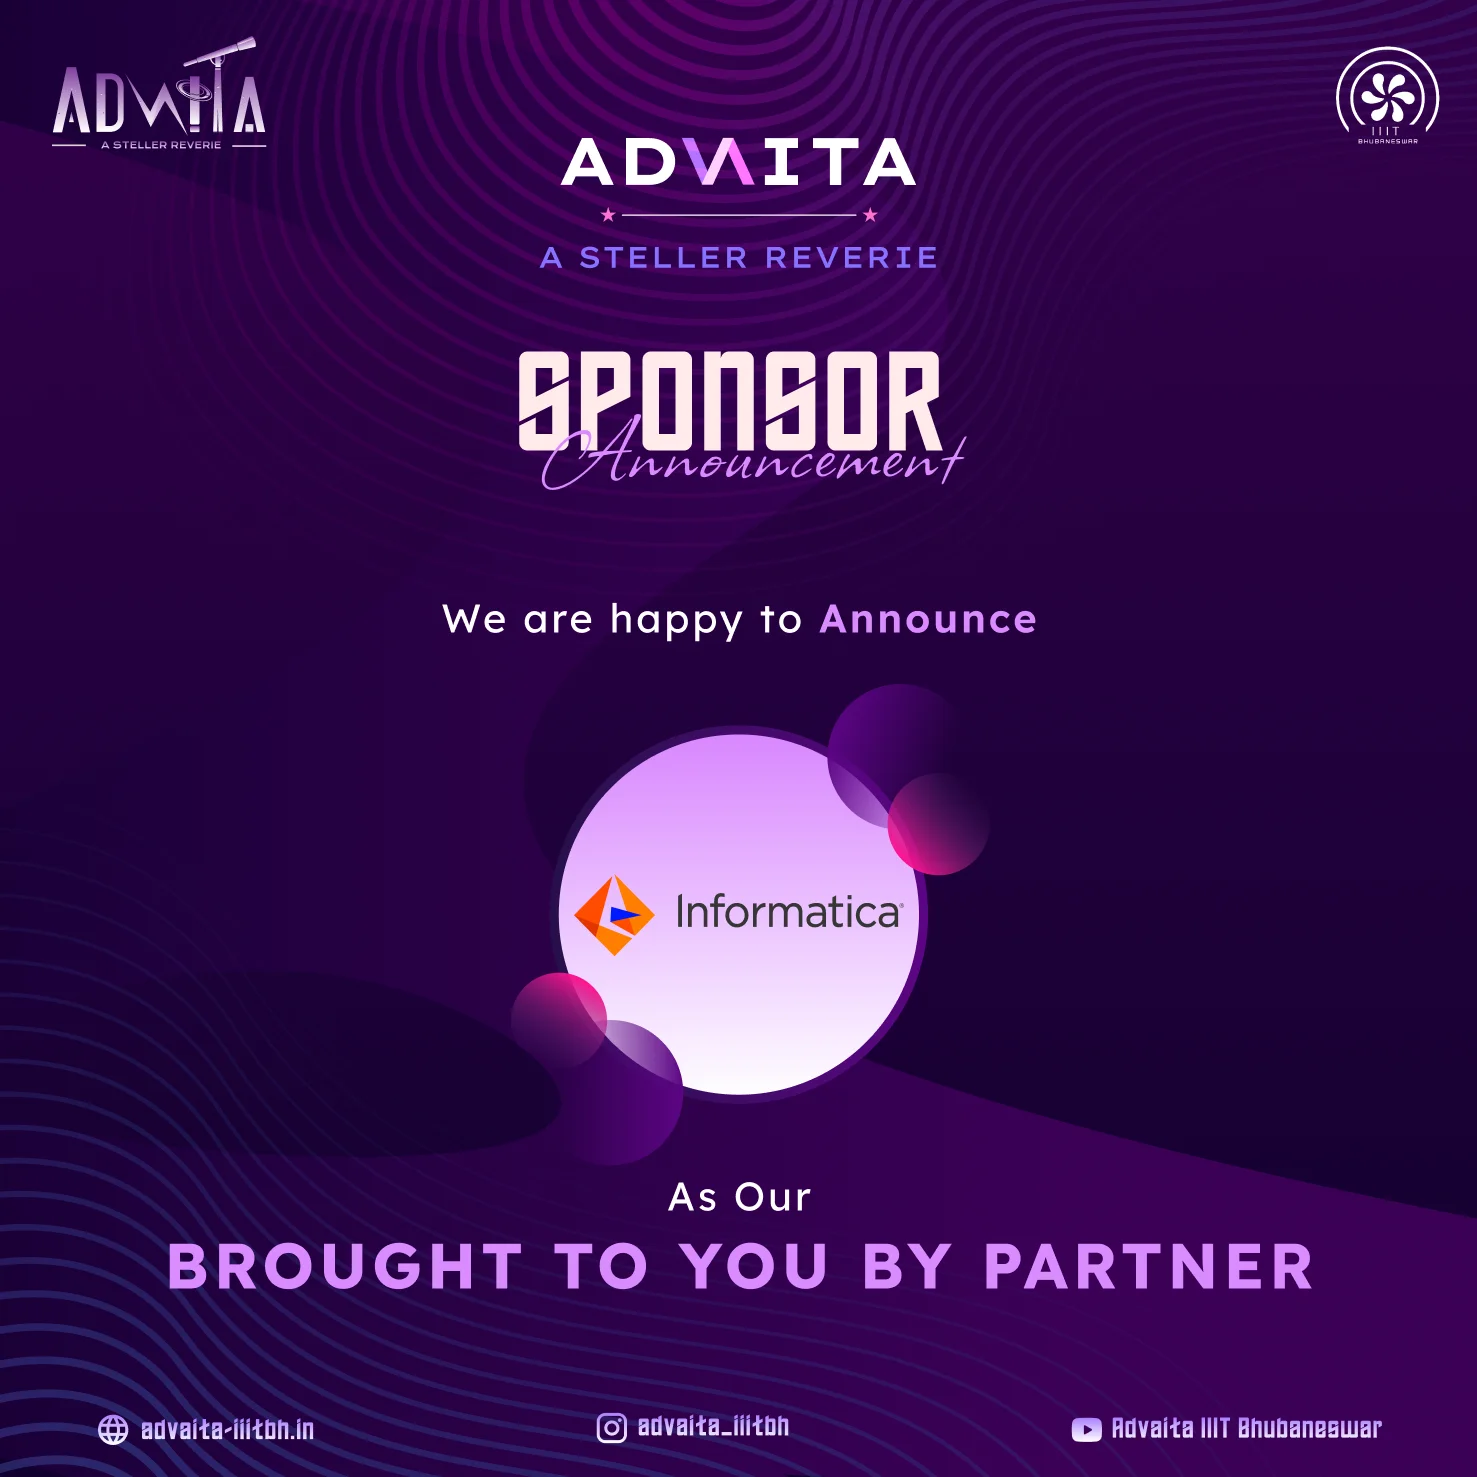 ADVAITA
A STELLER REVERIE
IIIT
BHUBANESWAR
ADVAITA
A STELLER REVERIE
SPONSOR
Announcement
We are happy to Announce
Informatica®
As Our
BROUGHT TO YOU BY PARTNER
advaita-iiitbh.in
advaita_iiitbh
Advaita IIIT Bhubaneswar